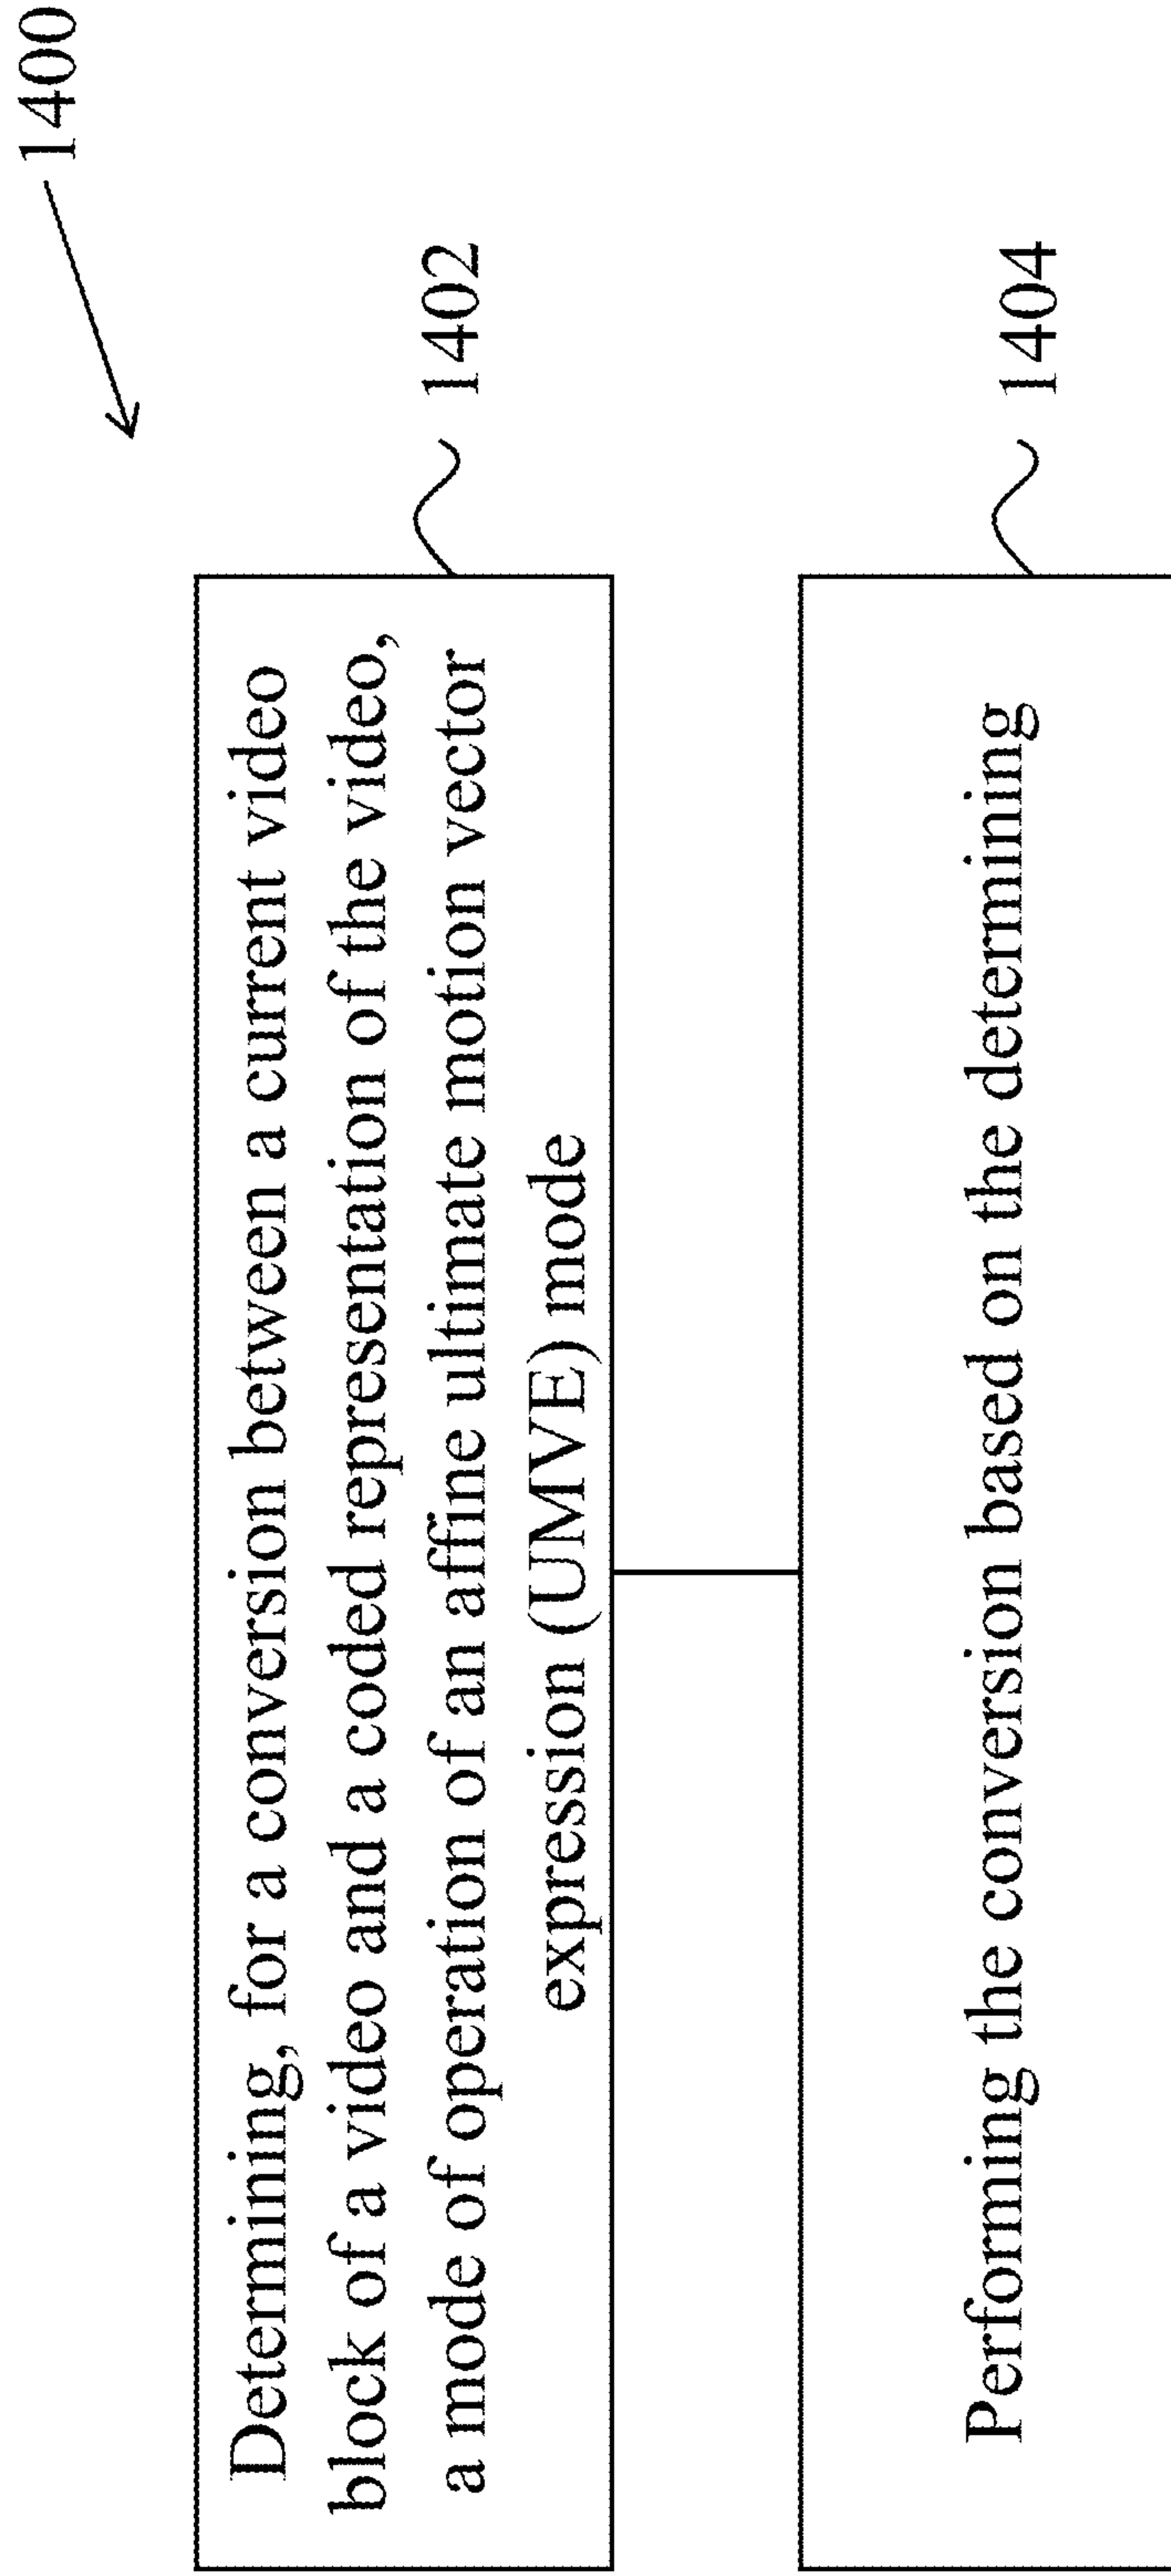 1400
Determining, for a conversion between a current video
block of a video and a coded representation of the video,
a mode of operation of an affine ultimate motion vector
expression (UMVE) mode
1402
Performing the conversion based on the determining
1404